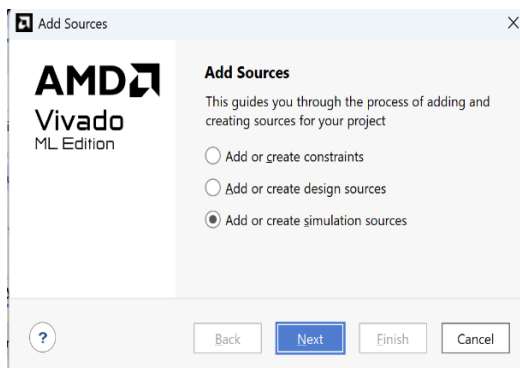 Add Sources
AMD
Vivado
ML Edition
Add Sources
This guides you through the process of adding and
creating sources for your project
Add or create constraints
Add or create design sources
Add or create simulation sources
?
Back
Next
Finish
Cancel